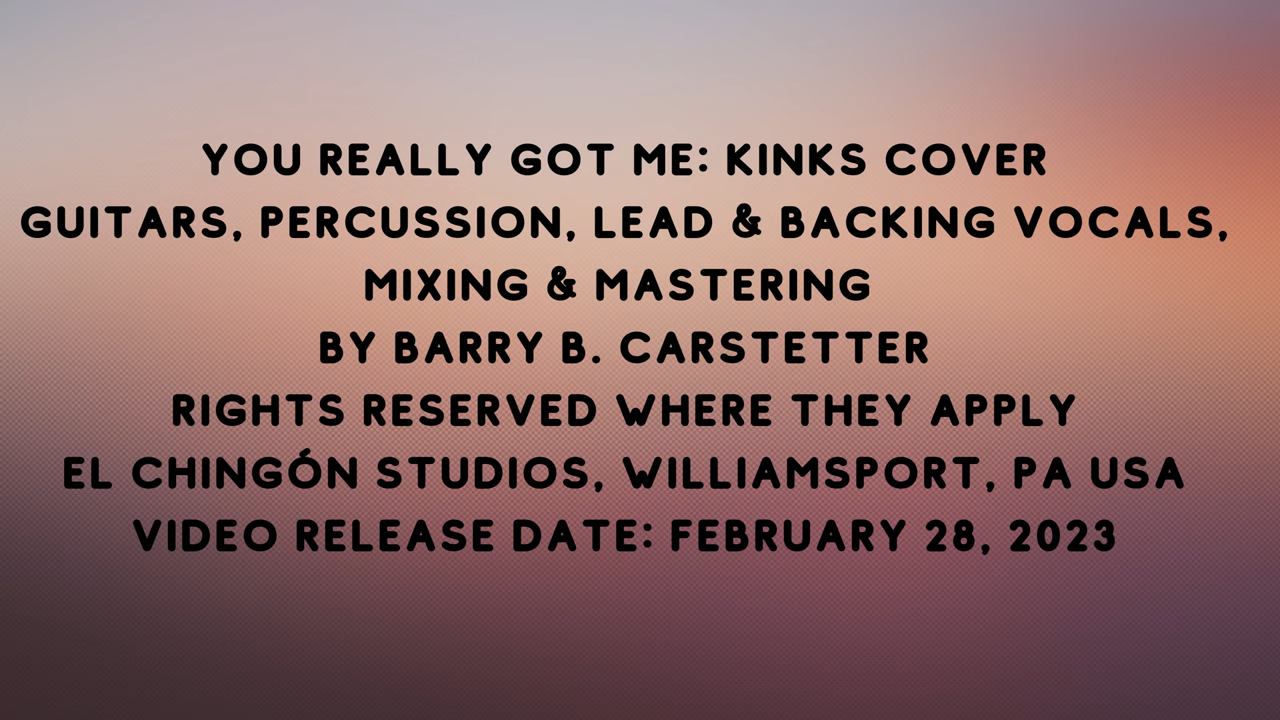 YOU REALLY GOT ME: KINKS COVER
GUITARS, PERCUSSION, LEAD & BACKING VOCALS,
MIXING & MASTERING
BY BARRY B. CARSTETTER
RIGHTS RESERVED WHERE THEY APPLY
EL CHINGÓN STUDIOS, WILLIAMSPORT, PA USA
VIDEO RELEASE DATE: FEBRUARY 28, 2023